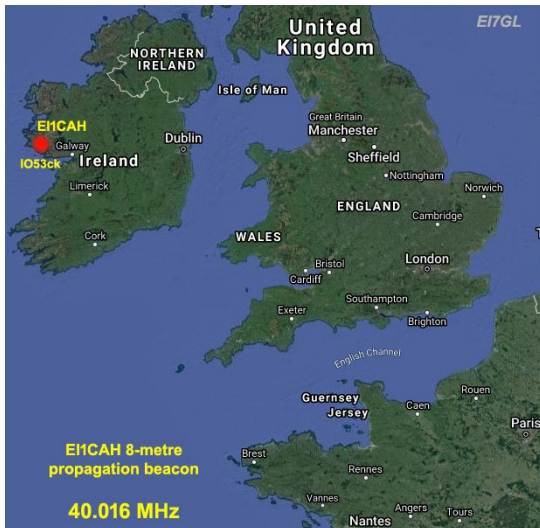 EI7GL
United
Kingdom
NORTHERN
IRELAND
Isle of Man
EI1CAH
Great Britain
Manchester
Dublin
Galway
Ireland
Sheffield
IO53ck
Nottingham
Limerick
Norwich
ENGLAND
Cambridge
Cork
WALES
London
Bristol
Cardiff
Southampton
Exeter
Brighton
English Channel
Guernsey
Jersey
Rouen
Caen
Paris
EI1CAH 8-metre
propagation beacon
Brest
Rennes
40.016 MHz
Vannes
Angers
Tours
Nantes